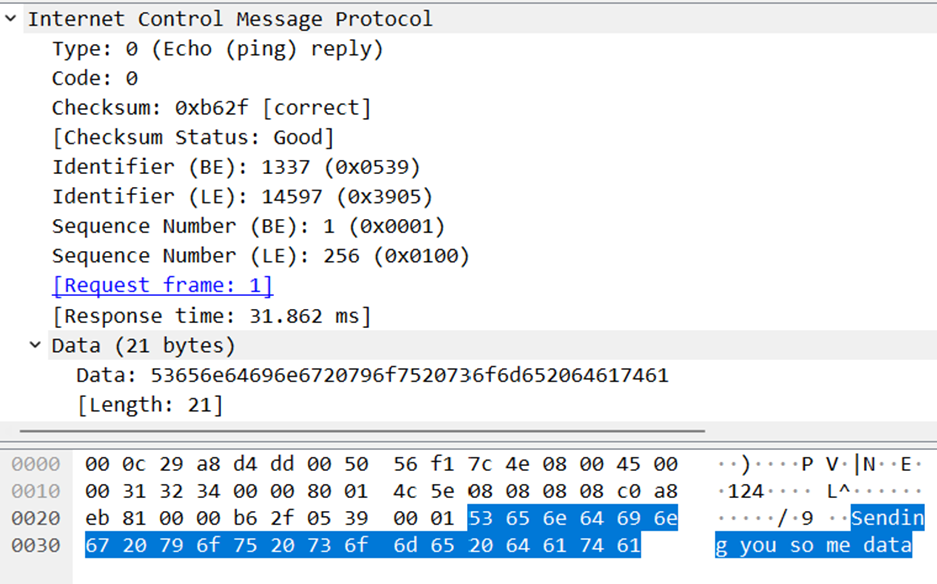 Internet Control Message Protocol
Type: 0 (Echo (ping) reply)
Code: 0
Checksum: 0xb62f [correct]
[Checksum Status: Good]
Identifier (BE): 1337 (0x0539)
Identifier (LE): 14597 (0x3905)
Sequence Number (BE): 1 (0x0001)
Sequence Number (LE): 256 (0x0100)
[Request frame: 1]
[Response time: 31.862 ms]
Data (21 bytes)
Data: 53656e64696e6720796f7520736f6d652064617461
[Length: 21]
0000 00 0c 29 a8 d4 dd 00 50 56 f1 7c 4e 08 00 45 00 ··)····P V·|N··E·
0010 00 31 32 34 00 00 80 01 4c 5e 08 08 08 08 c0 a8 ·124···· L^······
0020 eb 81 00 00 b6 2f 05 39 00 01 53 65 6e 64 69 6e ·····/·9 ··Sendin
0030 67 20 79 6f 75 20 73 6f 6d 65 20 64 61 74 61 g you so me data